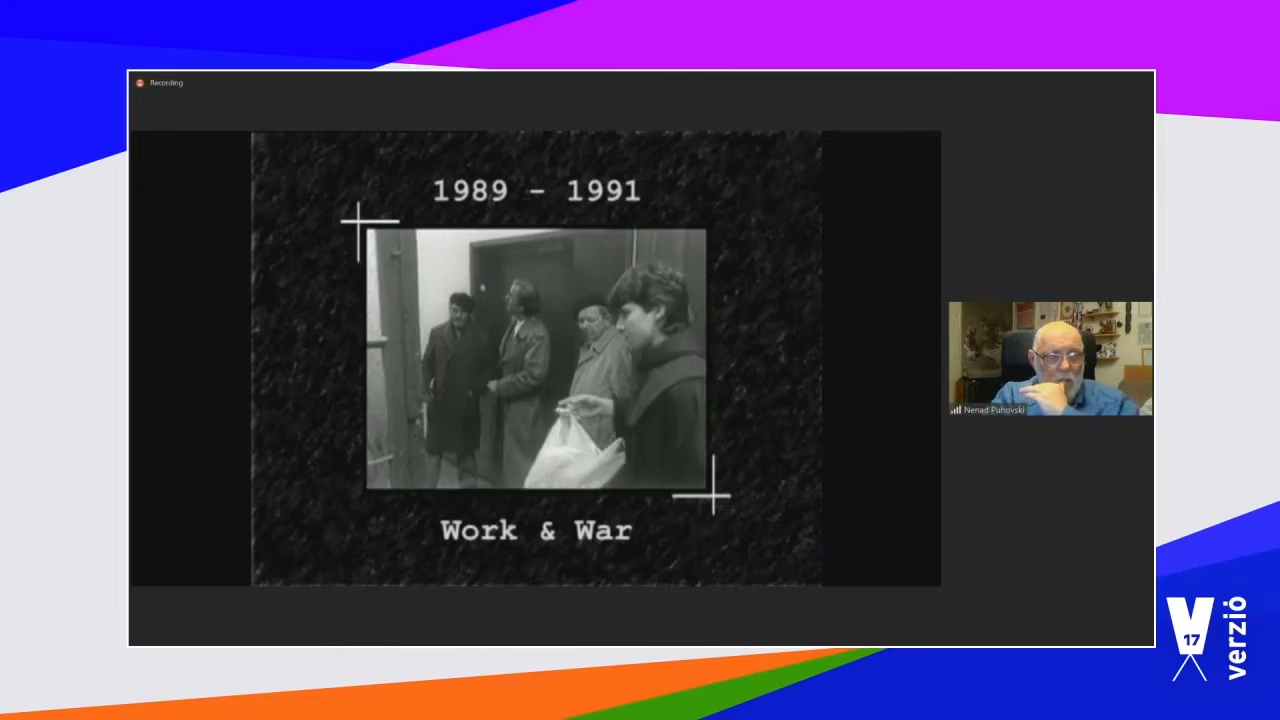 Recording
1989 - 1991
Work & War
Nenad Puhovski
17
verzió